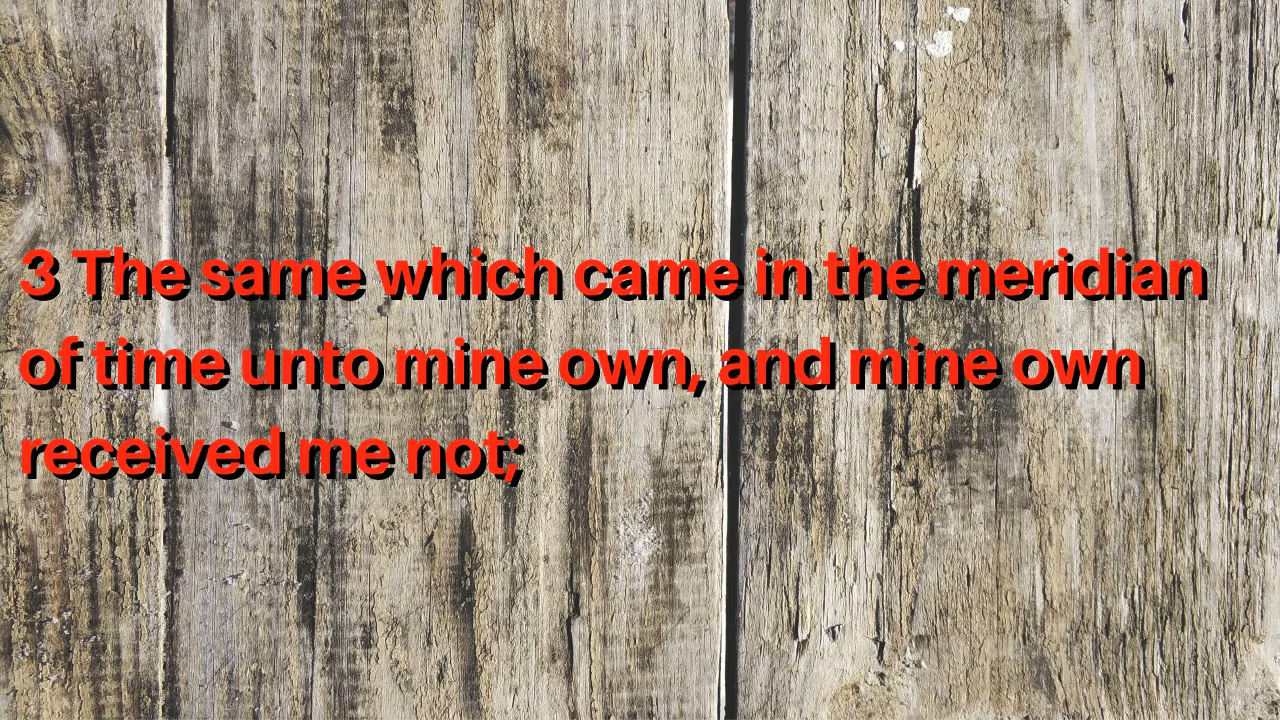 3 The same which came in the meridian
of time unto mine own, and mine own
received me not;